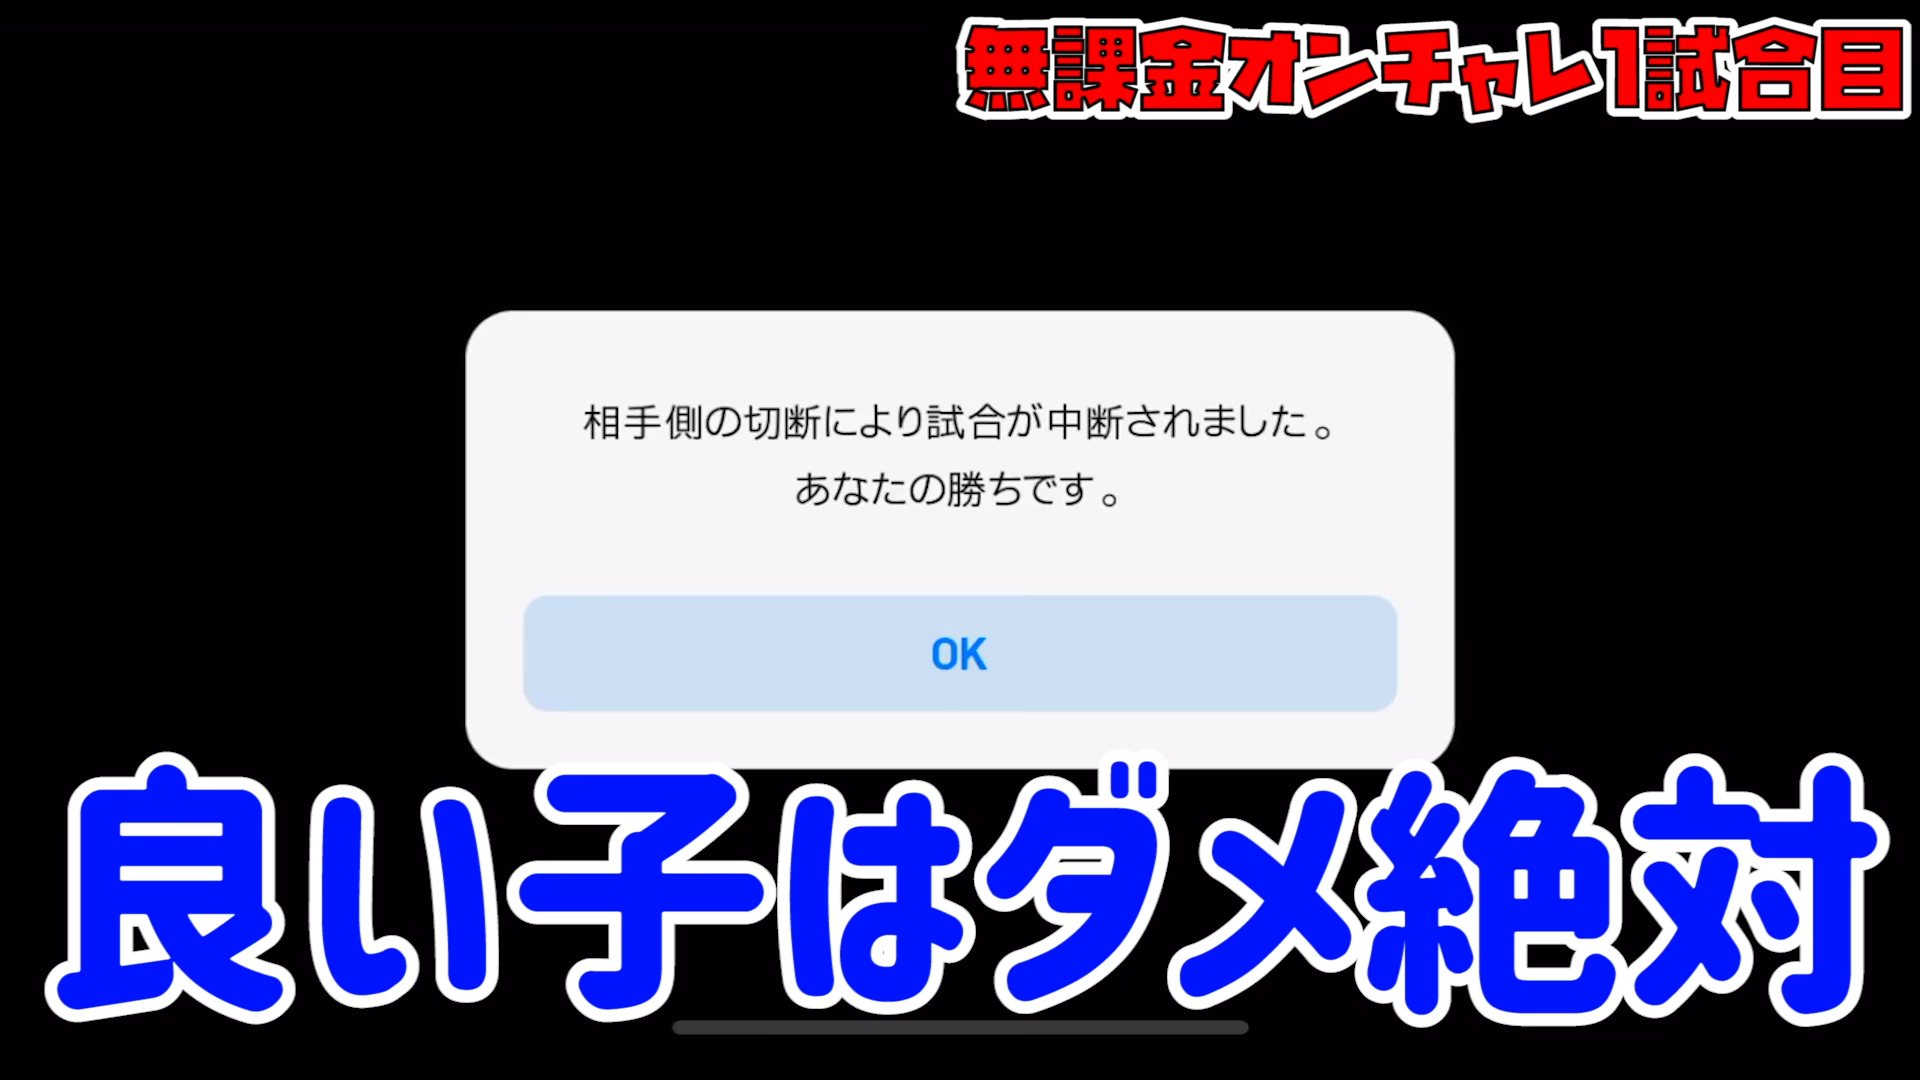 無課金オンチャレ1試合目
相手側の切断により試合が中断されました。
あなたの勝ちです。
OK
良い子はダメ絶対